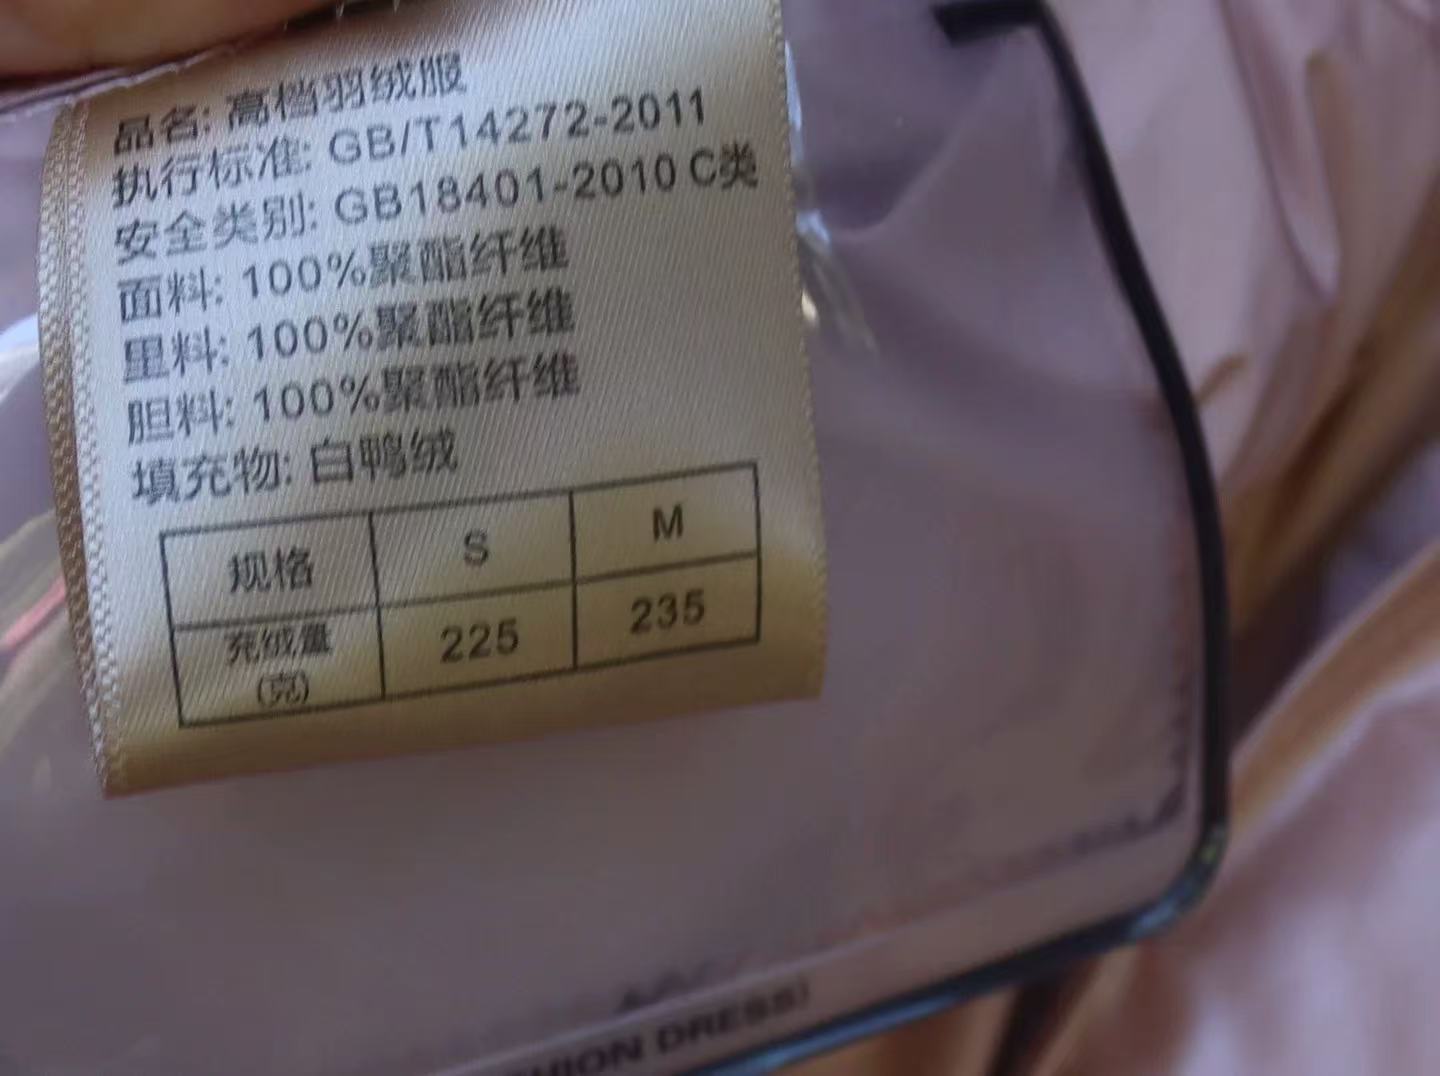 品名: 高档羽绒服
执行标准: GB/T14272-2011
安全类别: GB18401-2010 C类
面料: 100%聚酯纤维
里料: 100%聚酯纤维
胆料: 100%聚酯纤维
填充物: 白鸭绒
规格 S M
充绒量(克) 225 235
HION DRESS!